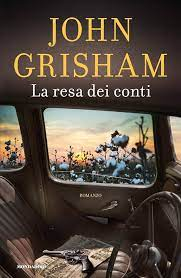 JOHN
GRISHAM
La resa dei conti
ROMANZO
MONDADORI